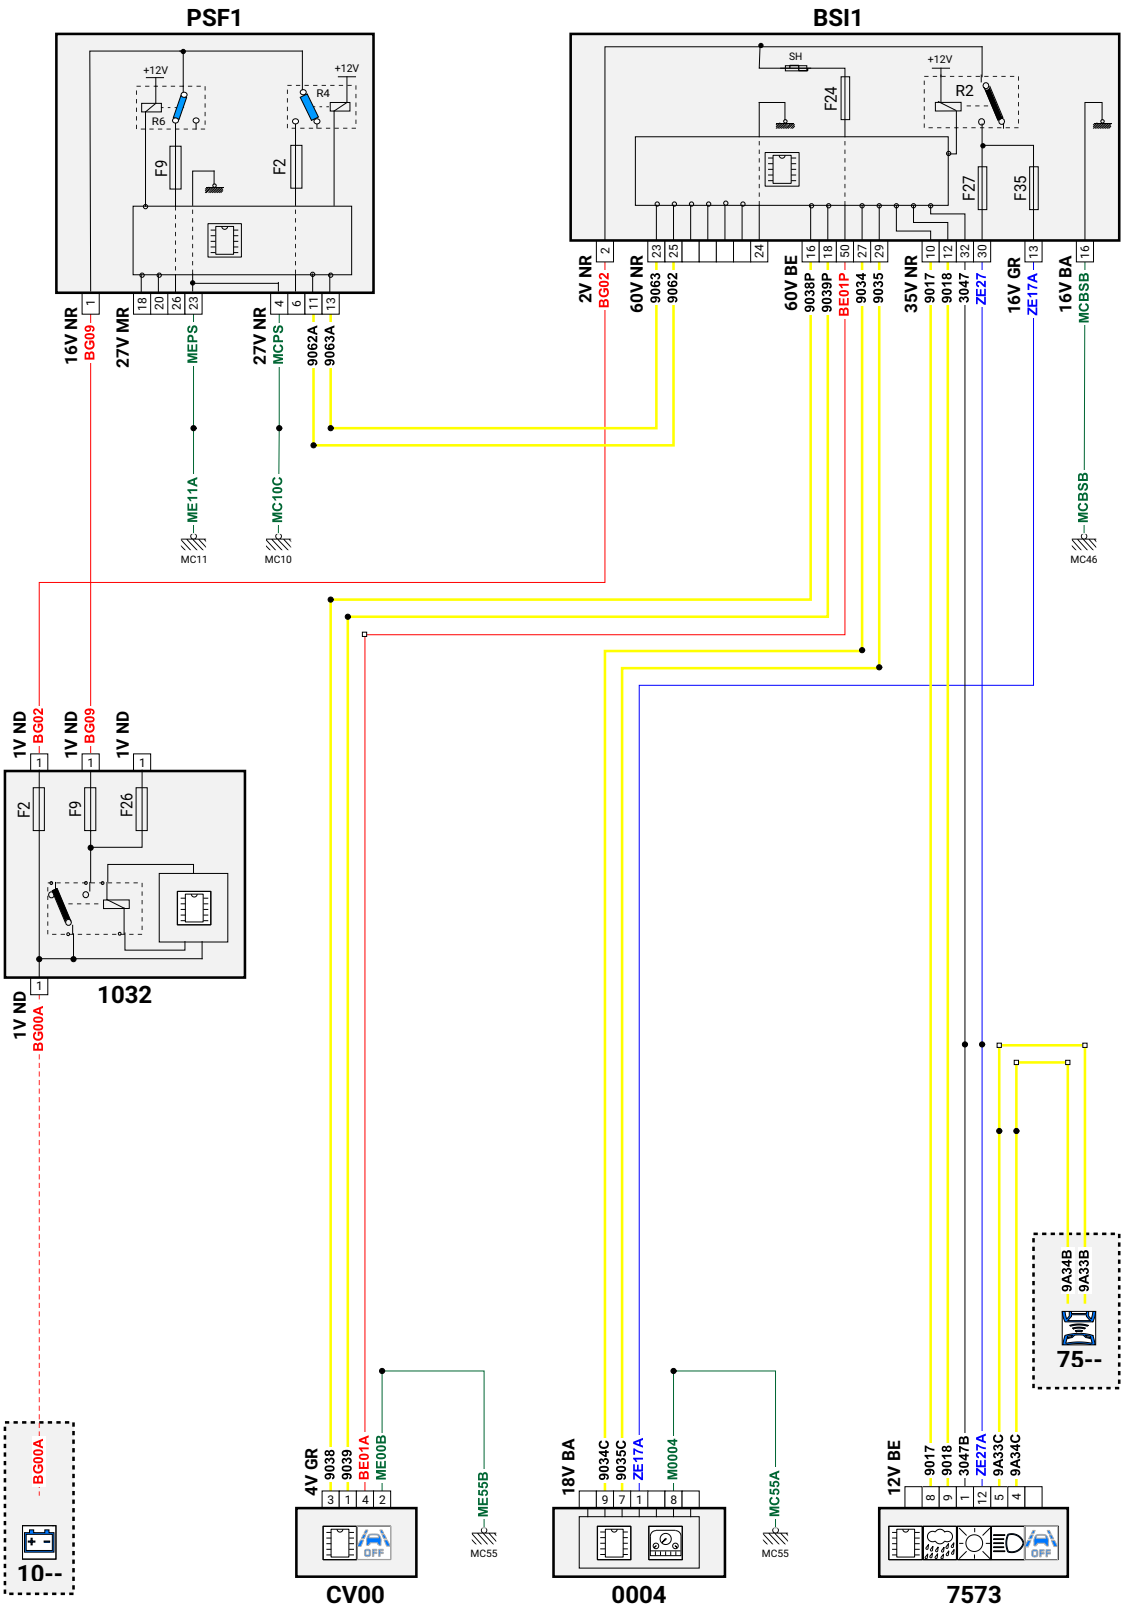 PSF1
BSI1
+12V
R6
R4
+12V
F9
F2
SH
F24
+12V
R2
F27
F35
16V NR
1
BG09
27V MR
18
20
26
23
MEPS
27V NR
4
6
11
13
MCPS
9062A
9063A
2V NR
2
BG02
60V NR
23
25
24
9063
9062
60V BE
16
18
50
27
29
9038P
9039P
BE01P
9034
9035
35V NR
10
12
32
30
9017
9018
3047
ZE27
16V GR
13
ZE17A
16V BA
16
MCBSB
ME11A
MC11
MC10C
MC10
MCBSB
MC46
1V ND
BG02
1
1V ND
BG09
1
1V ND
1
F2
F9
F26
1
1032
1V ND
BG00A
9A34B
9A33B
75--
BG00A
10--
4V GR
9038
9039
BE01A
ME00B
3
1
4
2
OFF
CV00
ME55B
MC55
18V BA
9034C
9035C
ZE17A
M0004
9
7
1
8
0004
MC55A
MC55
12V BE
9017
9018
3047B
ZE27A
9A33C
9A34C
8
9
1
12
5
4
OFF
7573